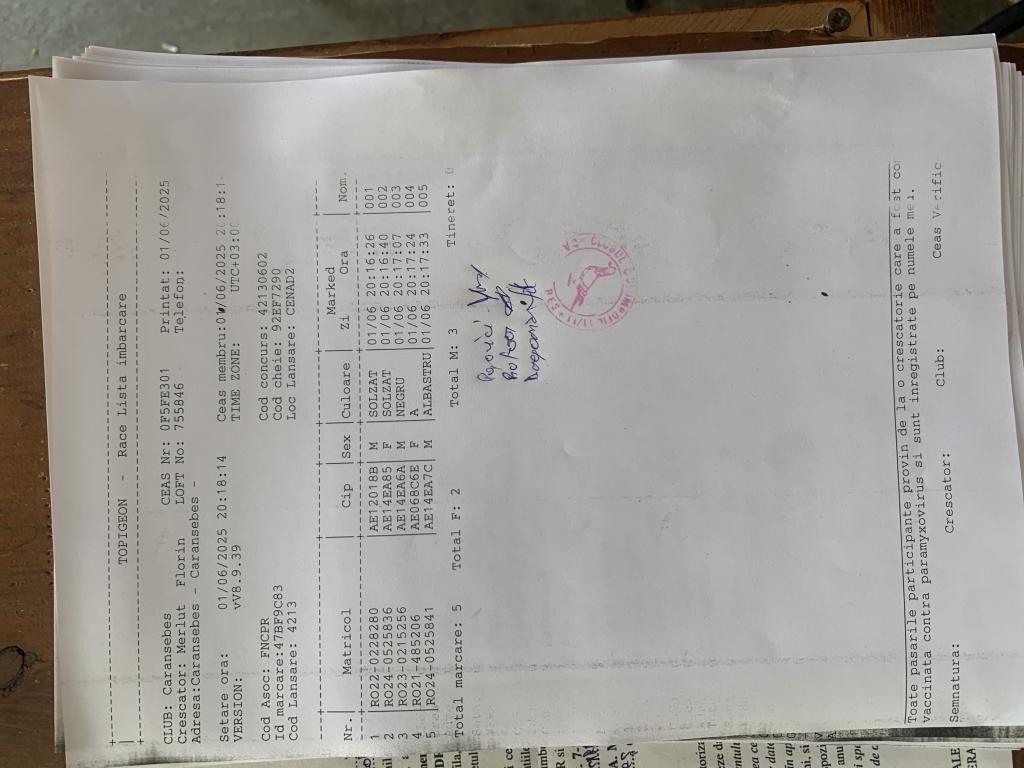 TOPIGEON - Race Lista imbarcare
CLUB: Caransebes CEAS Nr: 0F5FE301 Printat: 01/06/2025
Crescator: Merlut Florin LOFT No: 755846 Telefon:
Adresa:Caransebes - Caransebes -
Setare ora: 01/06/2025 20:18:14 Ceas membru: /06/2025 :18:1
VERSION: vV8.9.39 TIME ZONE: UTC+03:0
Cod Asoc: FNCPR Cod concurs: 42130602
Id marcare:47BF9C83 Cod cheie: 92EF7290
Cod Lansare: 4213 Loc Lansare: CENAD2
Marked
Nr.| Matricol | Cip |Sex |Culoare | Zi Ora | Nom.
1 |RO22-0228280 |AE12018B M |SOLZAT |01/06 20:16:26 |001
2 |RO24-0525836 |AE14EA85 F |SOLZAT |01/06 20:16:40 |002
3 |RO23-0215256 |AE14EA6A M |NEGRU |01/06 20:17:07 |003
4 |RO21-485206 |AE068C6E F |A |01/06 20:17:24 |004
5 |RO24-0525841 |AE14EA7C M |ALBASTRU |01/06 20:17:33 |005
Total marcare: 5 Total F: 2 Total M: 3 Tineret: 0
Toate pasarile participante provin de la o crescatorie care a fost
vaccinata contra paramyxovirus si sunt inregistrate pe numele
Semnatura: Crescator: Club: Ceas Verific